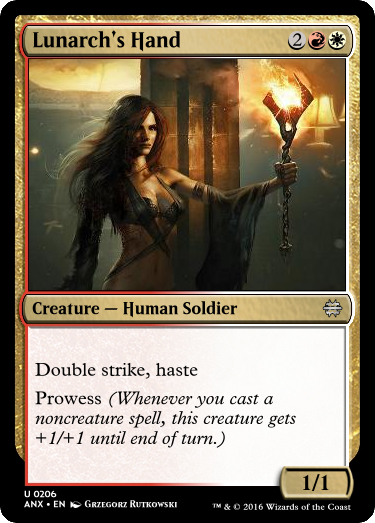 Lunarch's Hand 2
Creature — Human Soldier
Double strike, haste
Prowess (Whenever you cast a
noncreature spell, this creature gets
+1/+1 until end of turn.)
1/1
U 0206
ANX • EN Grzegorz Rutkowski
™ & © 2016 Wizards of the Coast